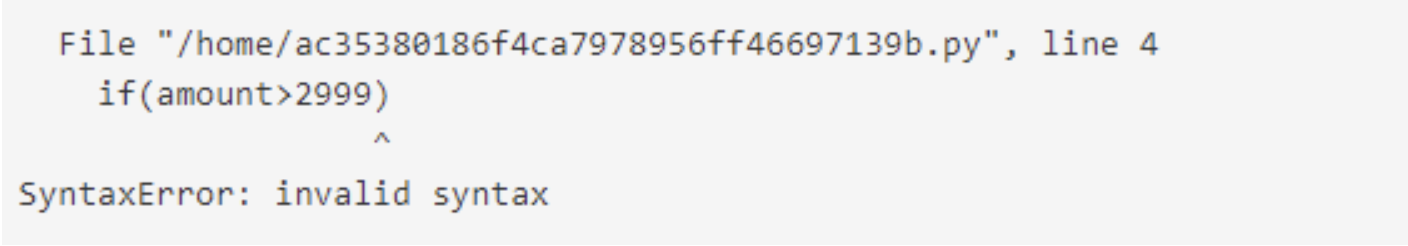 File "/home/ac35380186f4ca7978956ff46697139b.py", line 4
if(amount>2999)
^
SyntaxError: invalid syntax